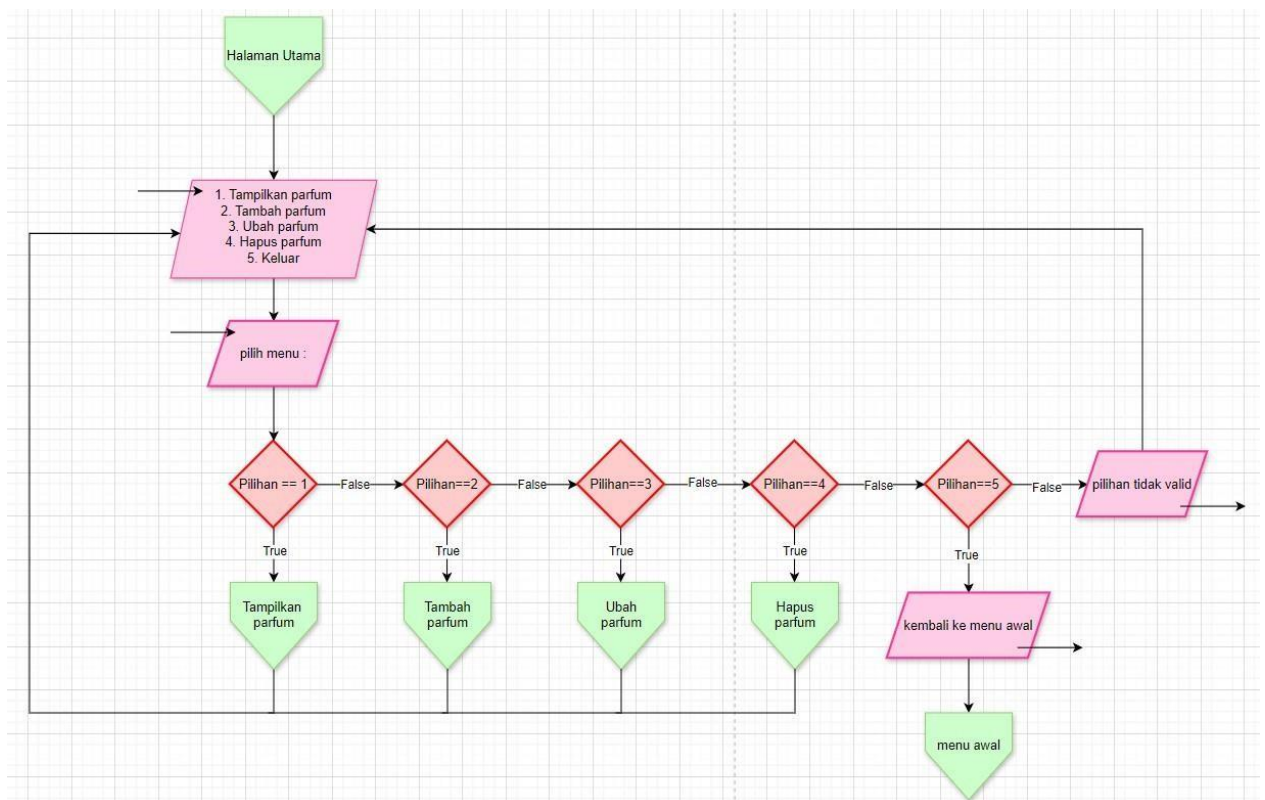 Halaman Utama
1. Tampilkan parfum
2. Tambah parfum
3. Ubah parfum
4. Hapus parfum
5. Keluar
pilih menu :
Pilihan == 1
False
Pilihan==2
False
Pilihan==3
False
Pilihan==4
False
Pilihan==5
False
pilihan tidak valid
True
True
True
True
True
Tampilkan
parfum
Tambah
parfum
Ubah
parfum
Hapus
parfum
kembali ke menu awal
menu awal